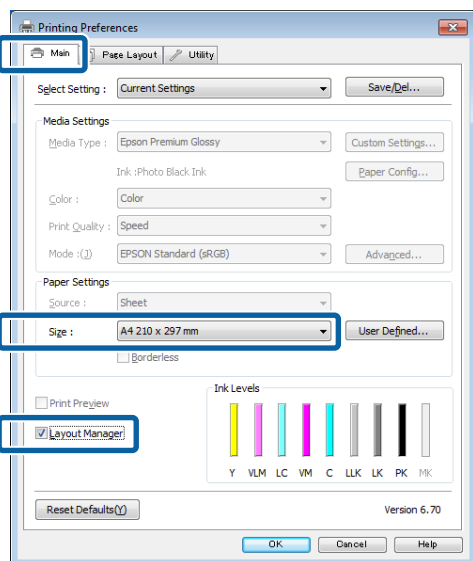 Printing Preferences
Main Page Layout Utility
Select Setting : Current Settings Save/Del...
Media Settings
Media Type : Epson Premium Glossy Custom Settings...
Ink :Photo Black Ink Paper Config...
Color : Color
Print Quality : Speed
Mode :(J) EPSON Standard (sRGB) Advanced...
Paper Settings
Source : Sheet
Size : A4 210 x 297 mm User Defined...
Borderless
Ink Levels
Print Preview
Layout Manager
Y VLM LC VM C LLK LK PK MK
Reset Defaults(Y) Version 6.70
OK Cancel Help